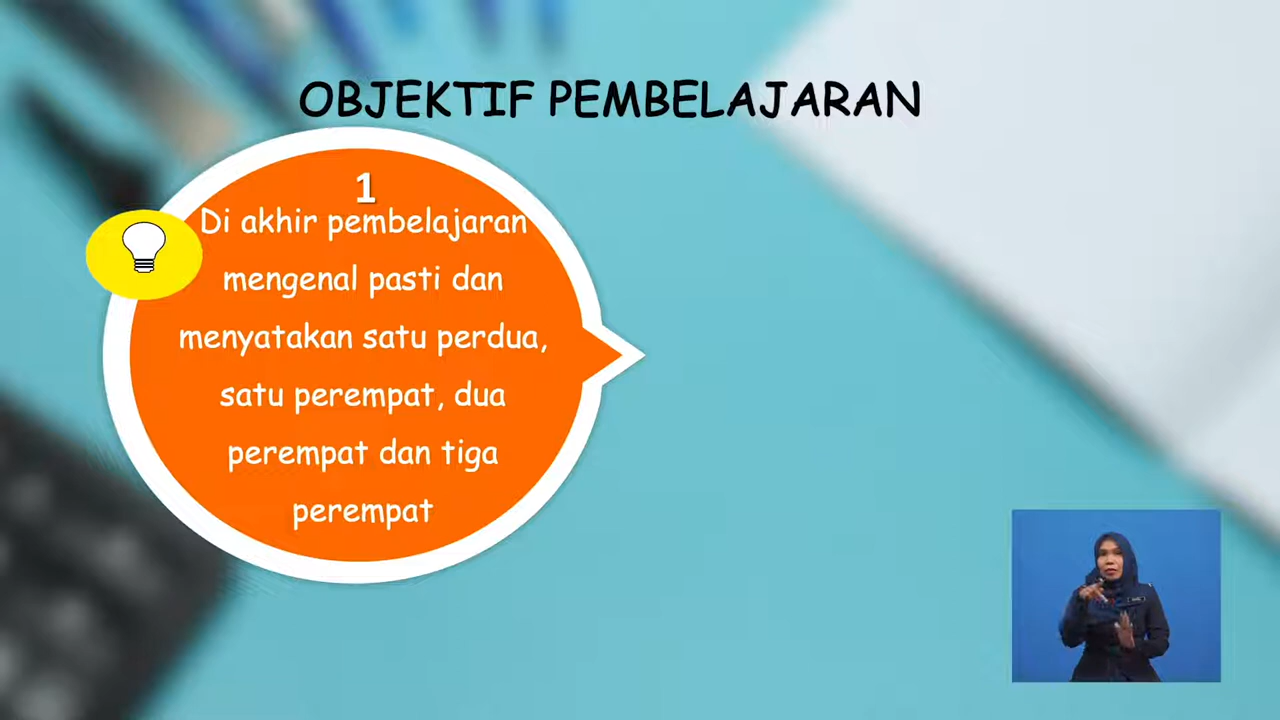 OBJEKTIF PEMBELAJARAN
1
Di akhir pembelajaran
mengenal pasti dan
menyatakan satu perdua,
satu perempat, dua
perempat dan tiga
perempat